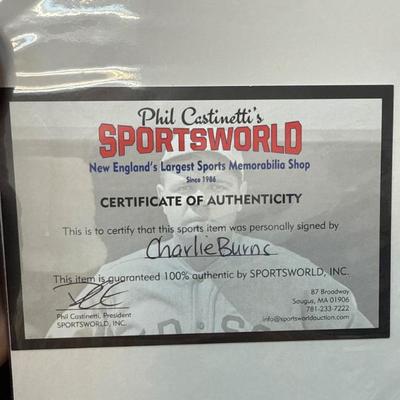 Phil Castinetti's
SPORTSWORLD
New England's Largest Sports Memorabilia Shop
Since 1986
CERTIFICATE OF AUTHENTICITY
This is to certify that this sports item was personally signed by
Charlie Burns
This item is guaranteed 100% authentic by SPORTSWORLD, INC.
Phil Castinetti, President
SPORTSWORLD, INC.
87 Broadway
Saugus, MA 01906
781-233-7222
info@sportsworldauction.com